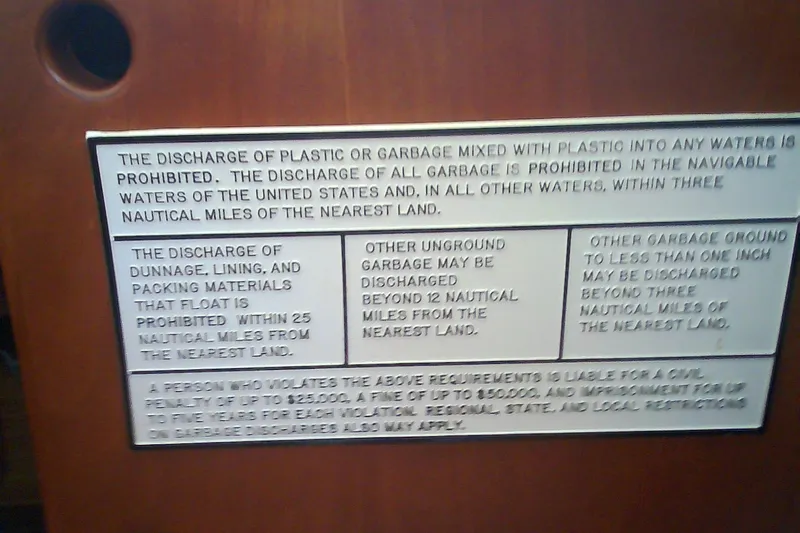 THE DISCHARGE OF PLASTIC OR GARBAGE MIXED WITH PLASTIC INTO ANY WATERS IS
PROHIBITED. THE DISCHARGE OF ALL GARBAGE IS PROHIBITED IN THE NAVIGABLE
WATERS OF THE UNITED STATES AND, IN ALL OTHER WATERS, WITHIN THREE
NAUTICAL MILES OF THE NEAREST LAND.
THE DISCHARGE OF
DUNNAGE, LINING, AND
PACKING MATERIALS
THAT FLOAT IS
PROHIBITED WITHIN 25
NAUTICAL MILES FROM
THE NEAREST LAND.
OTHER UNGROUND
GARBAGE MAY BE
DISCHARGED
BEYOND 12 NAUTICAL
MILES FROM THE
NEAREST LAND.
OTHER GARBAGE GROUND
TO LESS THAN ONE INCH
MAY BE DISCHARGED
BEYOND THREE
NAUTICAL MILES OF
THE NEAREST LAND.
A PERSON WHO VIOLATES THE ABOVE REQUIREMENTS IS LIABLE FOR A CIVIL
PENALTY OF UP TO $25,000, A FINE OF UP TO $50,000, AND IMPRISONMENT FOR UP
TO FIVE YEARS FOR EACH VIOLATION. REGIONAL, STATE, AND LOCAL RESTRICTIONS
ON GARBAGE DISCHARGES ALSO MAY APPLY.